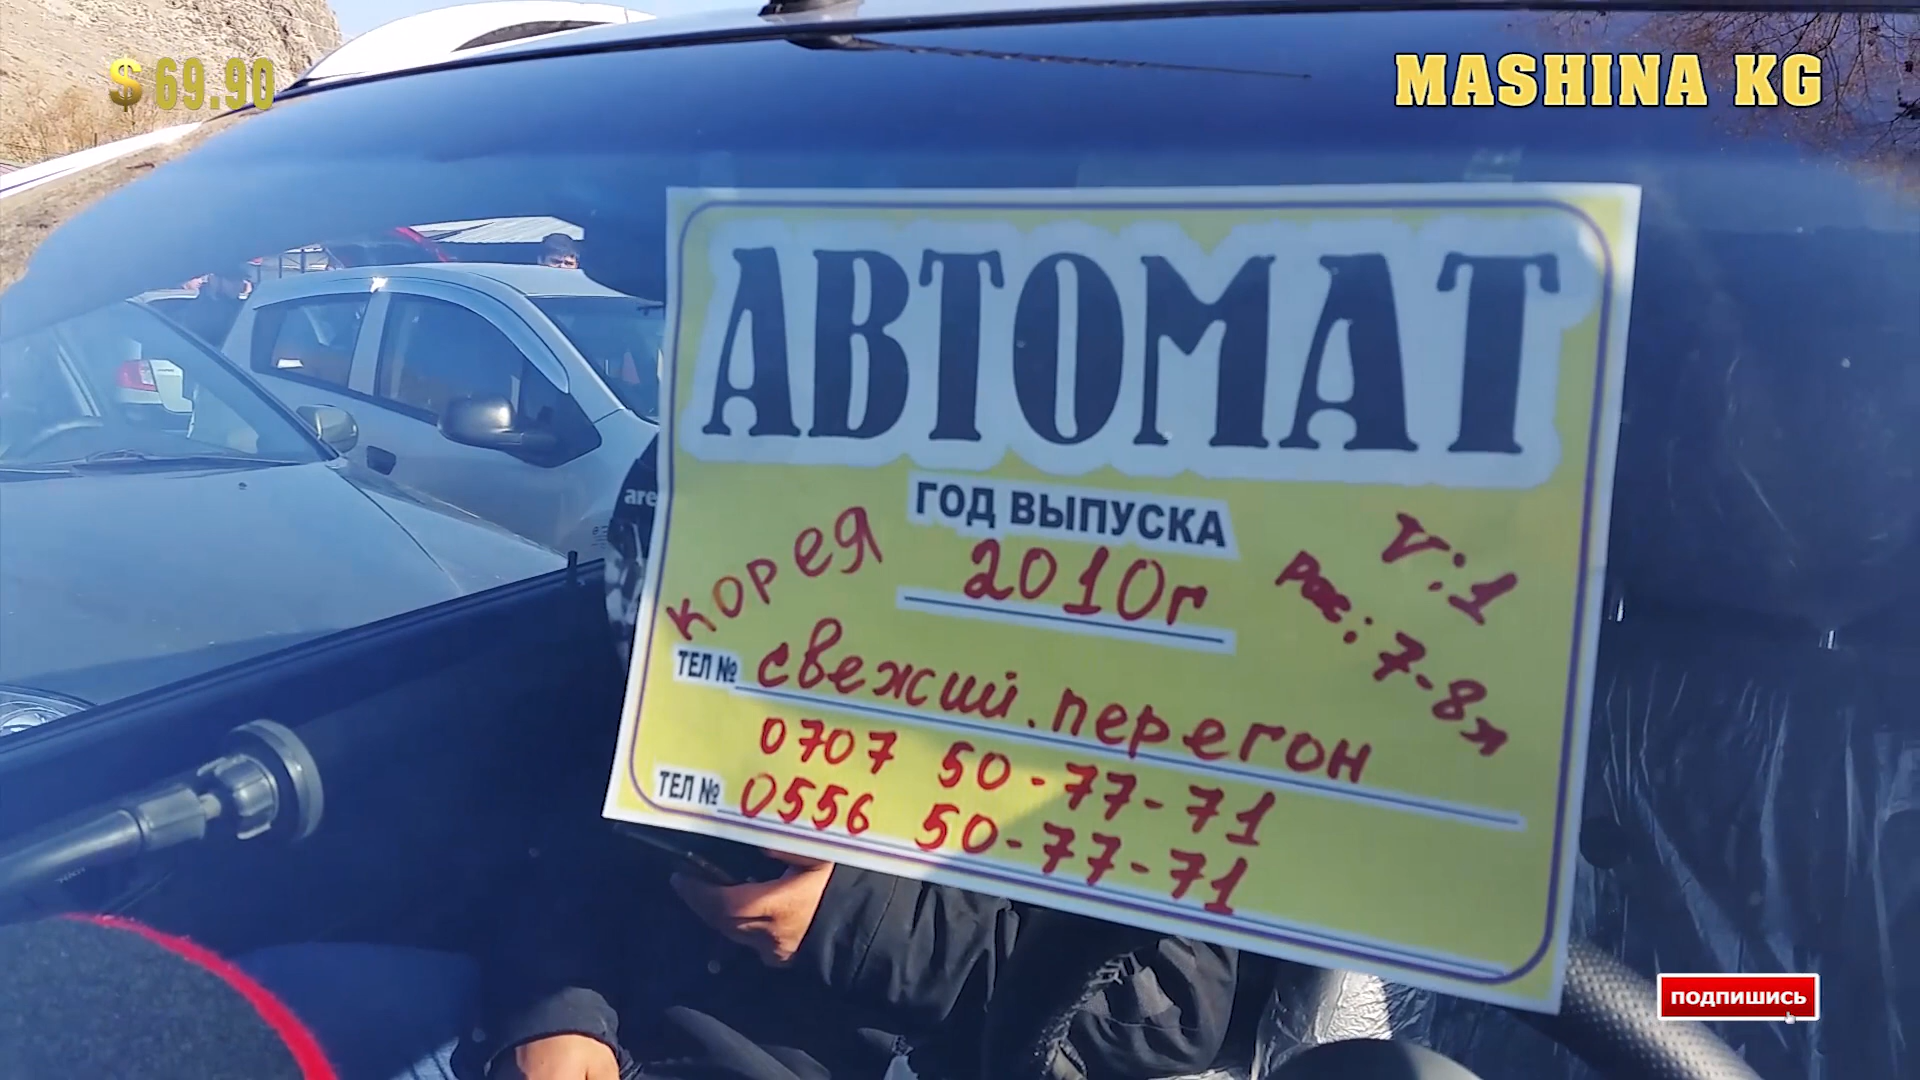 $ 69.90
MASHINA KG
АВТОМАТ
ГОД ВЫПУСКА
корея
2010г
V:1
Рас: 7-8л
ТЕЛ № свежий.перегон
0707 50-77-71
ТЕЛ № 0556 50-77-71
подпишись